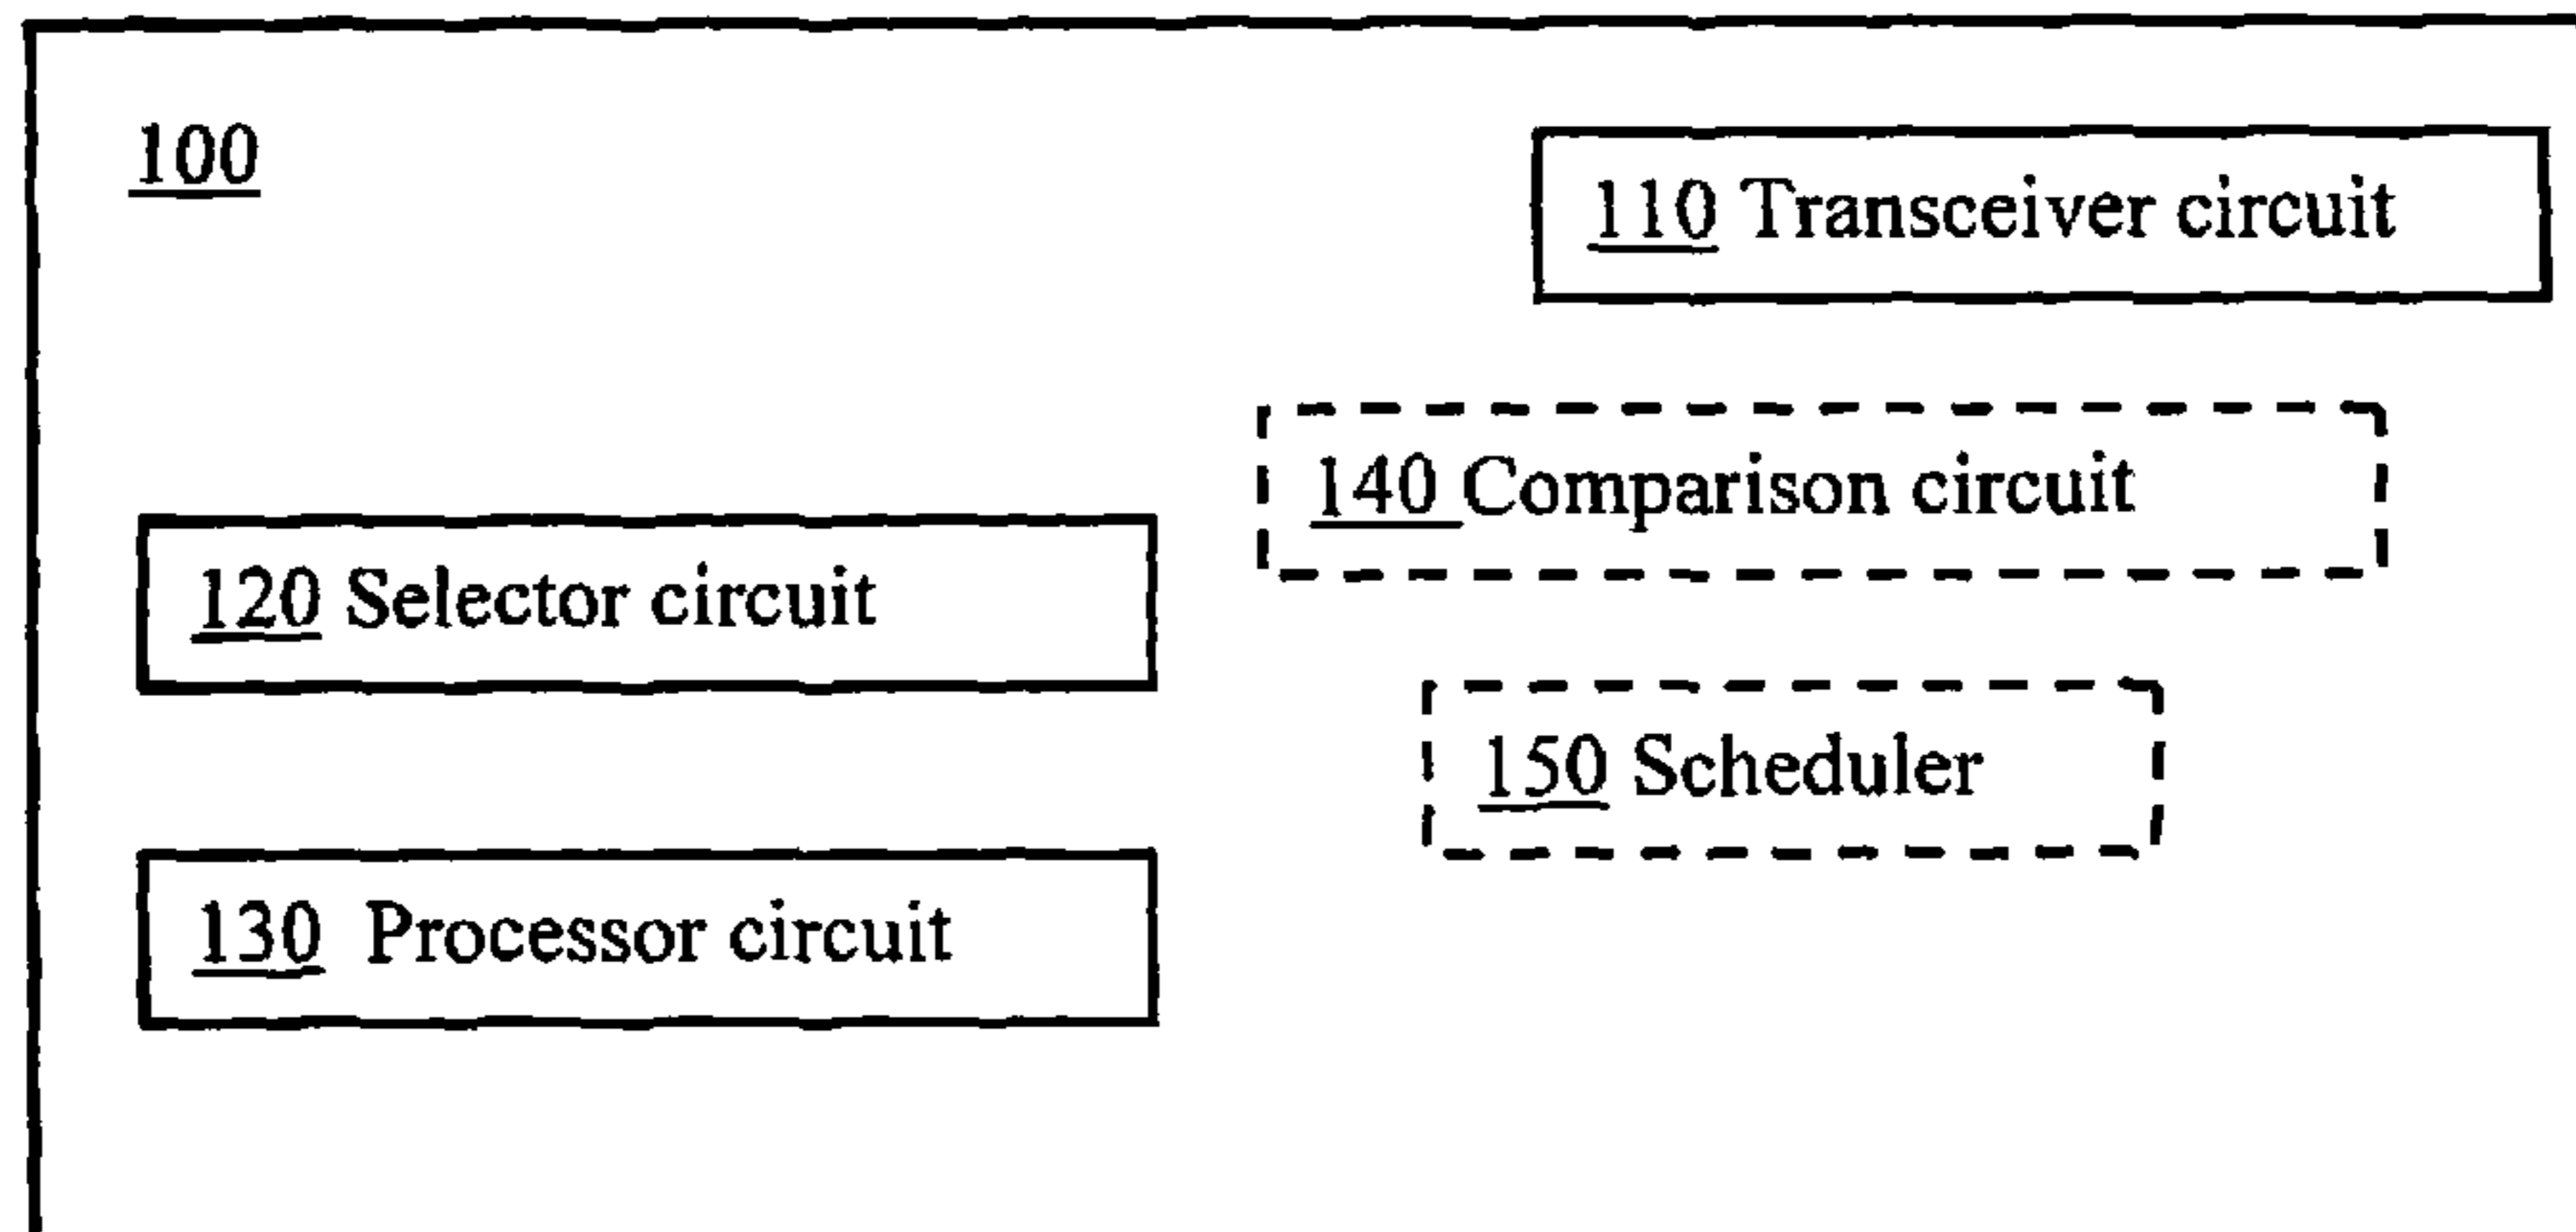 100
110 Transceiver circuit
140 Comparison circuit
120 Selector circuit
150 Scheduler
130 Processor circuit